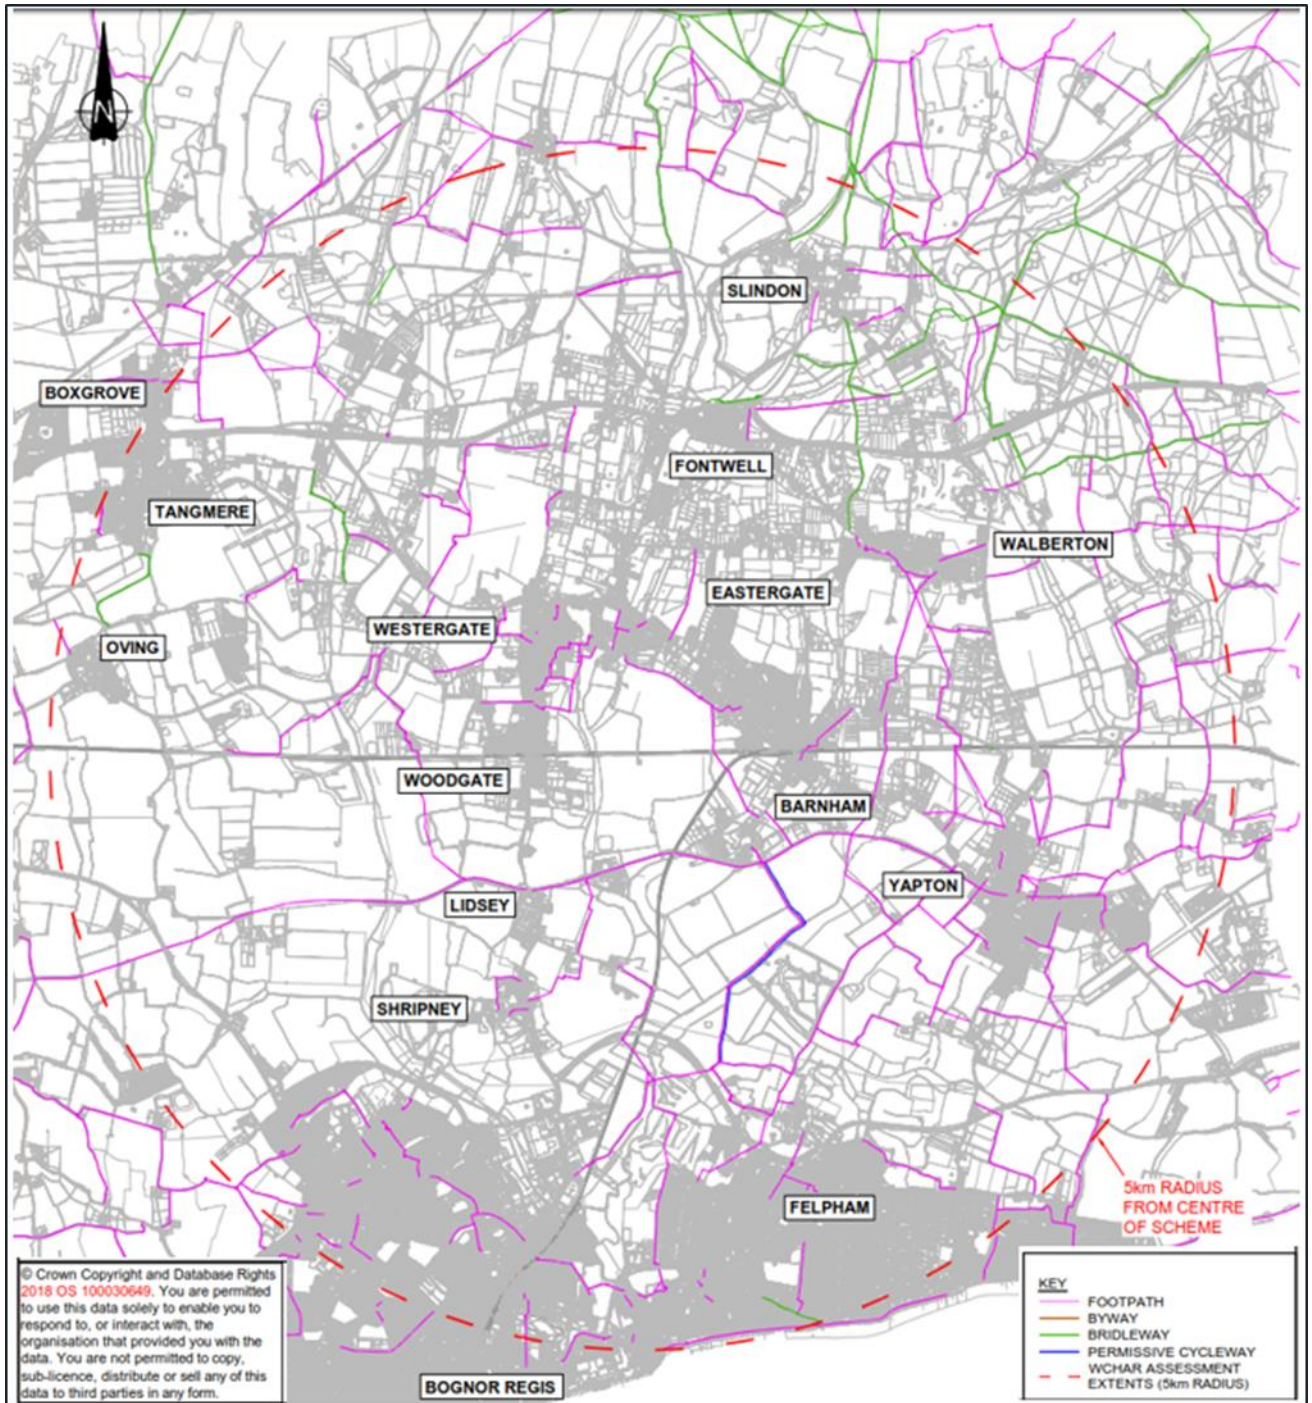 N
SLINDON
BOXGROVE
FONTWELL
TANGMERE
WALBERTON
EASTERGATE
WESTERGATE
OVING
WOODGATE
BARNHAM
YAPTON
LIDSEY
SHRIPNEY
5km RADIUS
FROM CENTRE
OF SCHEME
FELPHAM
© Crown Copyright and Database Rights
2018 OS 100030649. You are permitted
to use this data solely to enable you to
respond to, or interact with, the
organisation that provided you with the
data. You are not permitted to copy,
sub-licence, distribute or sell any of this
data to third parties in any form.
KEY
FOOTPATH
BYWAY
BRIDLEWAY
PERMISSIVE CYCLEWAY
WCHAR ASSESSMENT
EXTENTS (5km RADIUS)
BOGNOR REGIS